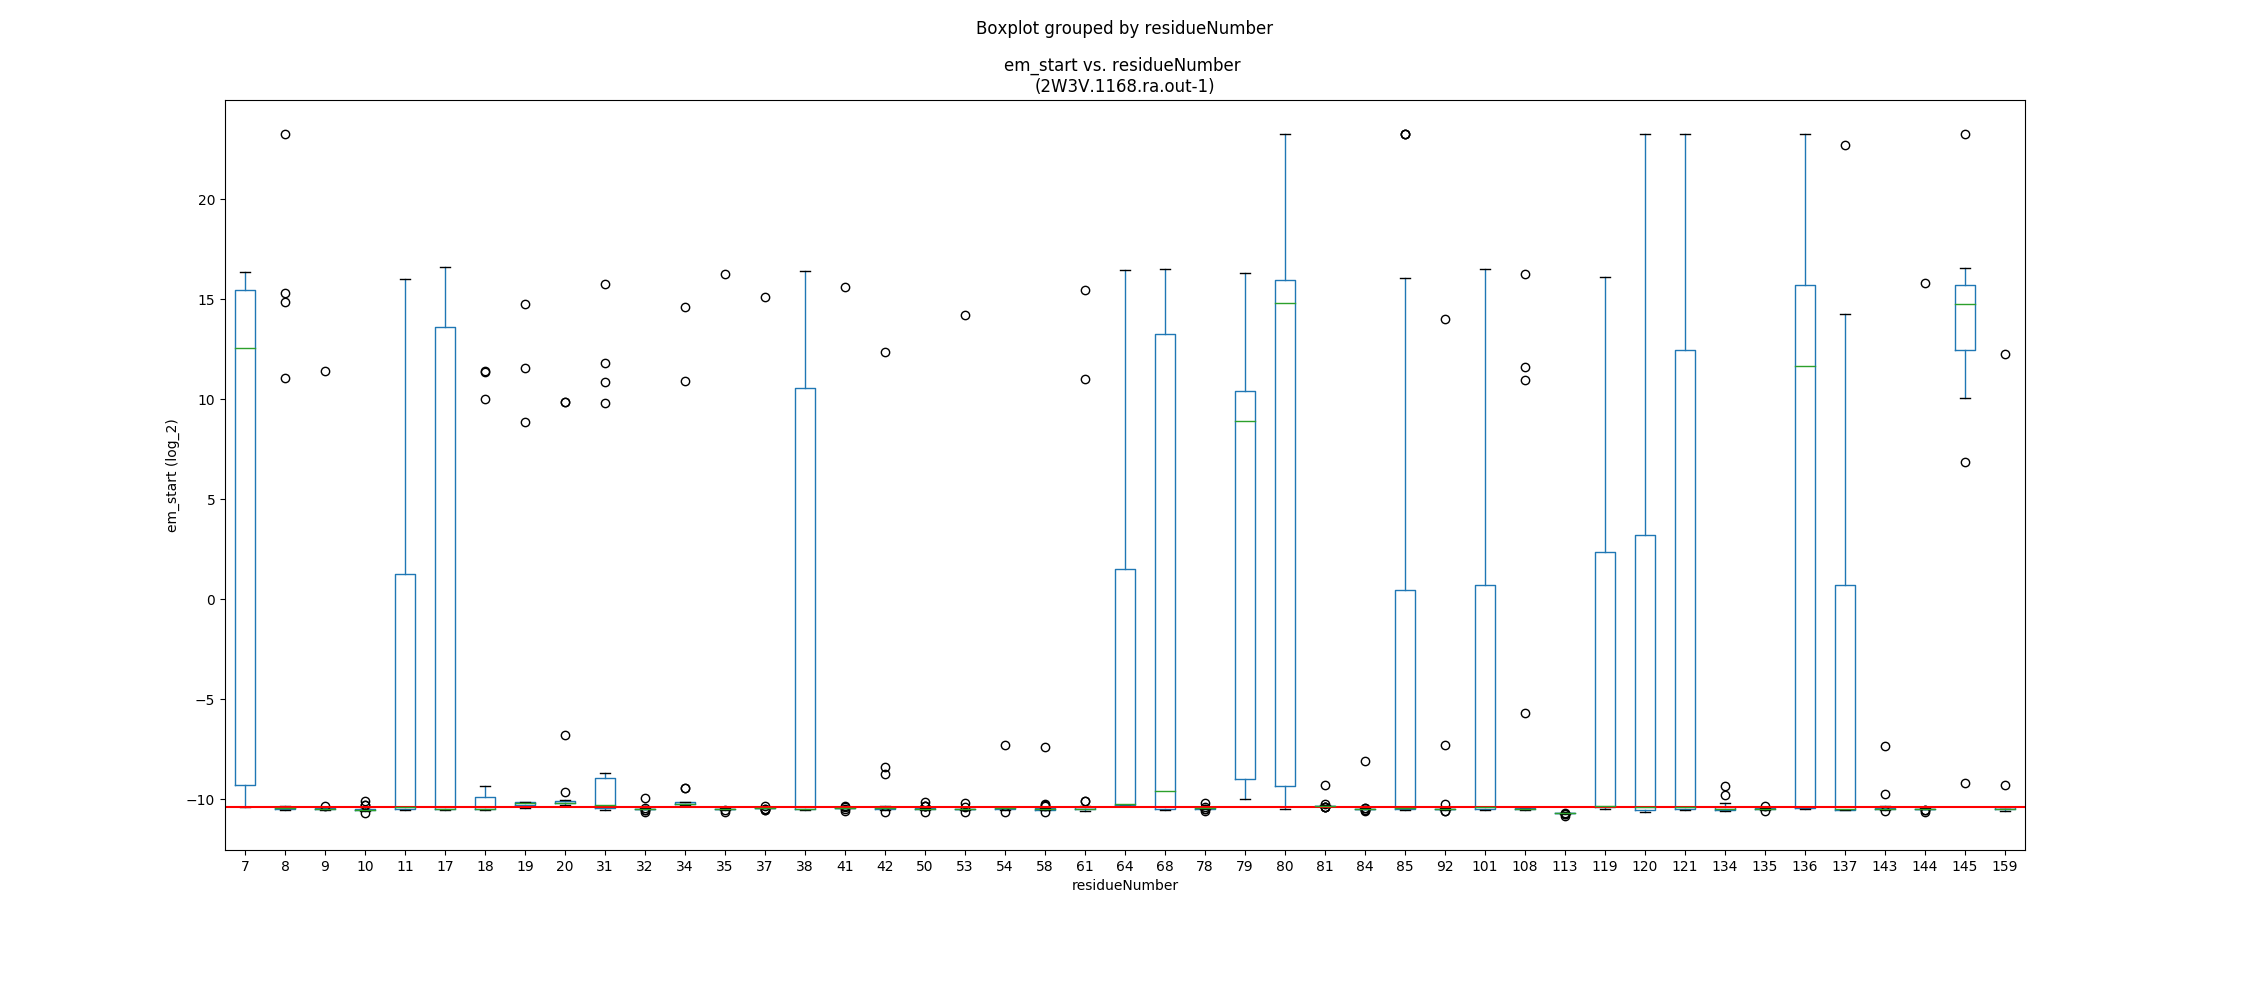 Boxplot grouped by residueNumber
em_start vs. residueNumber
(2W3V.1168.ra.out-1)
em_start (log_2)
20
15
10
5
0
−5
−10
7 8 9 10 11 17 18 19 20 31 32 34 35 37 38 41 42 50 53 54 58 61 64 68 78 79 80 81 84 85 92 101 108 113 119 120 121 134 135 136 137 143 144 145 159
residueNumber